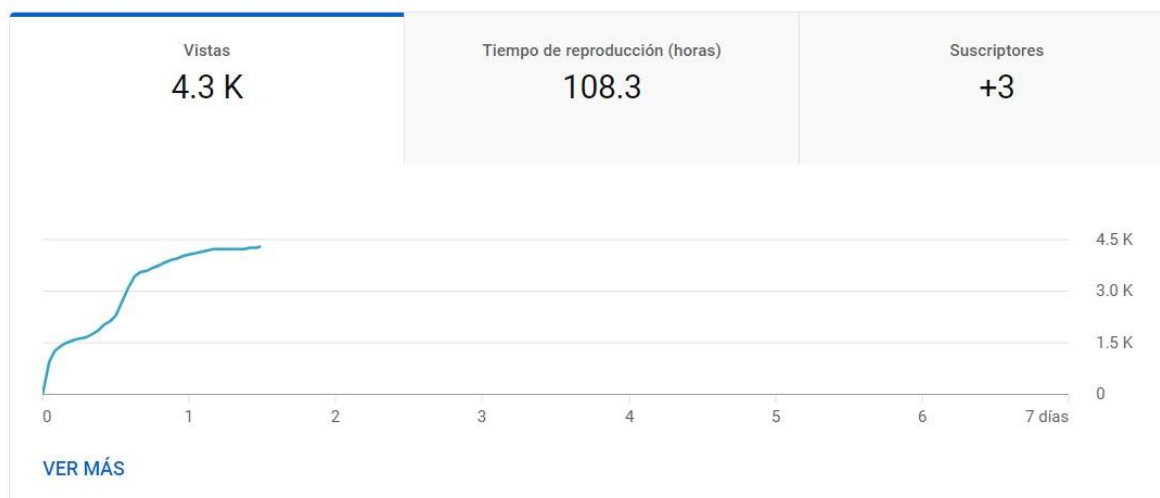 Vistas
4.3 K
Tiempo de reproducción (horas)
108.3
Suscriptores
+3
4.5 K
3.0 K
1.5 K
0
0 1 2 3 4 5 6 7 días
VER MÁS